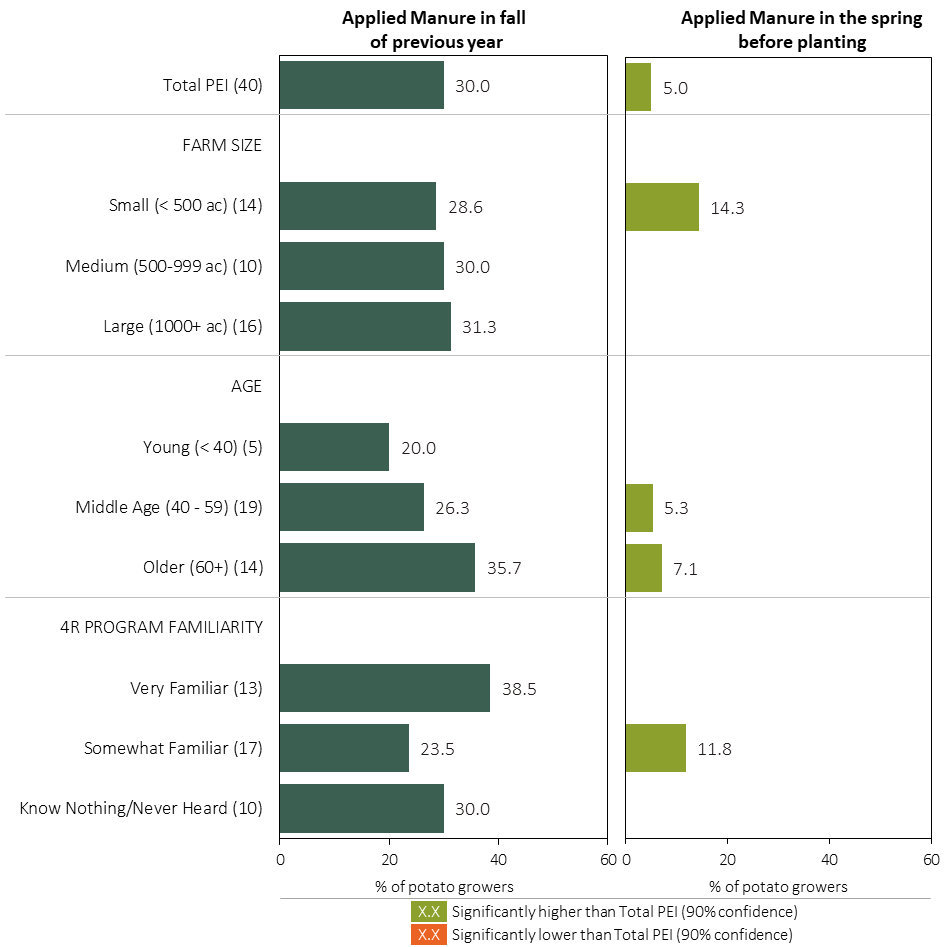 Applied Manure in fall
of previous year
Applied Manure in the spring
before planting
Total PEI (40) 30.0 5.0
FARM SIZE
Small (< 500 ac) (14) 28.6 14.3
Medium (500-999 ac) (10) 30.0
Large (1000+ ac) (16) 31.3
AGE
Young (< 40) (5) 20.0
Middle Age (40 - 59) (19) 26.3 5.3
Older (60+) (14) 35.7 7.1
4R PROGRAM FAMILIARITY
Very Familiar (13) 38.5
Somewhat Familiar (17) 23.5 11.8
Know Nothing/Never Heard (10) 30.0
0 20 40 60 0 20 40 60
% of potato growers % of potato growers
X.X Significantly higher than Total PEI (90% confidence)
X.X Significantly lower than Total PEI (90% confidence)